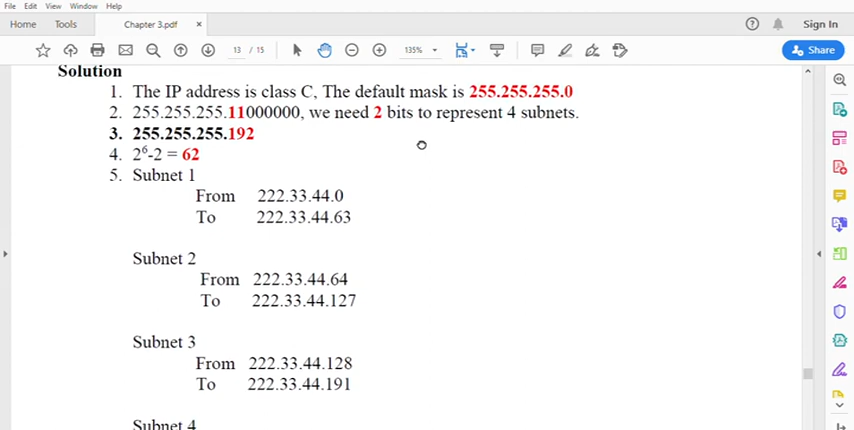 File Edit View Window Help
Home Tools Chapter 3.pdf × Sign In
13 / 15 135% Share
Solution
1. The IP address is class C, The default mask is 255.255.255.0
2. 255.255.255.11000000, we need 2 bits to represent 4 subnets.
3. 255.255.255.192
4. 2⁶-2 = 62
5. Subnet 1
From 222.33.44.0
To 222.33.44.63
Subnet 2
From 222.33.44.64
To 222.33.44.127
Subnet 3
From 222.33.44.128
To 222.33.44.191
Subnet 4